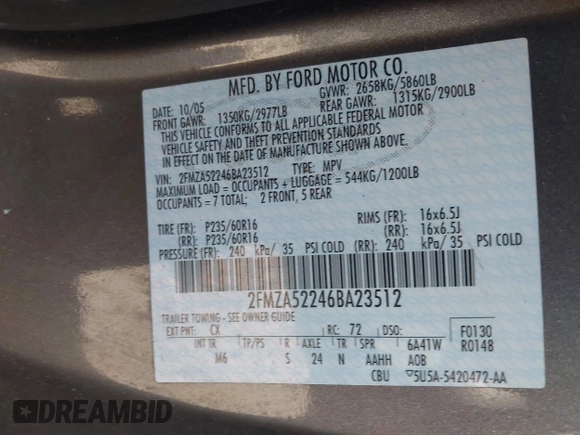 MFD. BY FORD MOTOR CO.
DATE: 10/05 GVWR: 2658KG/5860LB
FRONT GAWR: 1350KG/2977LB REAR GAWR: 1315KG/2900LB
THIS VEHICLE CONFORMS TO ALL APPLICABLE FEDERAL MOTOR
VEHICLE SAFETY AND THEFT PREVENTION STANDARDS
IN EFFECT ON THE DATE OF MANUFACTURE SHOWN ABOVE.
VIN: 2FMZA52246BA23512 TYPE: MPV
MAXIMUM LOAD = OCCUPANTS + LUGGAGE = 544KG/1200LB
OCCUPANTS = 7 TOTAL; 2 FRONT, 5 REAR
TIRE (FR): P235/60R16 RIMS (FR): 16x6.5J
(RR): P235/60R16 (RR): 16x6.5J
PRESSURE (FR): 240 kPa/ 35 PSI COLD (RR): 240 kPa/ 35 PSI COLD
2FMZA52246BA23512
TRAILER TOWING - SEE OWNER GUIDE
EXT PNT: CX RC: 72 DSO: F0130
INT TR TP/PS R AXLE TR SPR 6A41W R0148
M6 S 24 N AAHH AOB
CBU 5U5A-5420472-AA
DREAMBID